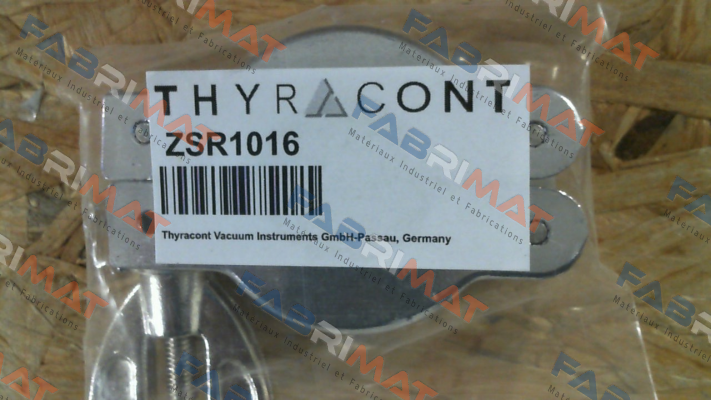 THYRACONT
ZSR1016
Thyracont Vacuum Instruments GmbH-Passau, Germany
FABRIMAT
Materiaux Industriel et Fabrications